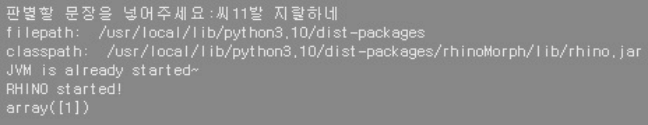 판별할 문장을 넣어주세요:씨11발 지랄하네
filepath:  /usr/local/lib/python3.10/dist-packages
classpath:  /usr/local/lib/python3.10/dist-packages/rhinoMorph/lib/rhino.jar
JVM is already started~
RHINO started!
array([1])